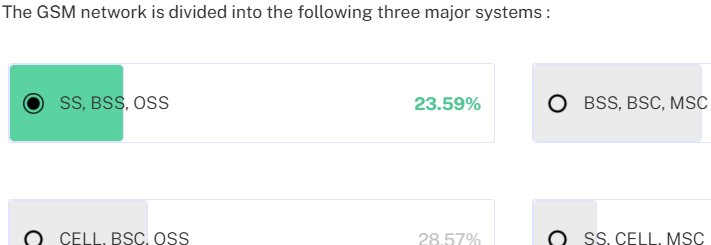 The GSM network is divided into the following three major systems :
SS, BSS, OSS 23.59% BSS, BSC, MSC
CELL, BSC, OSS 28.57% SS, CELL, MSC